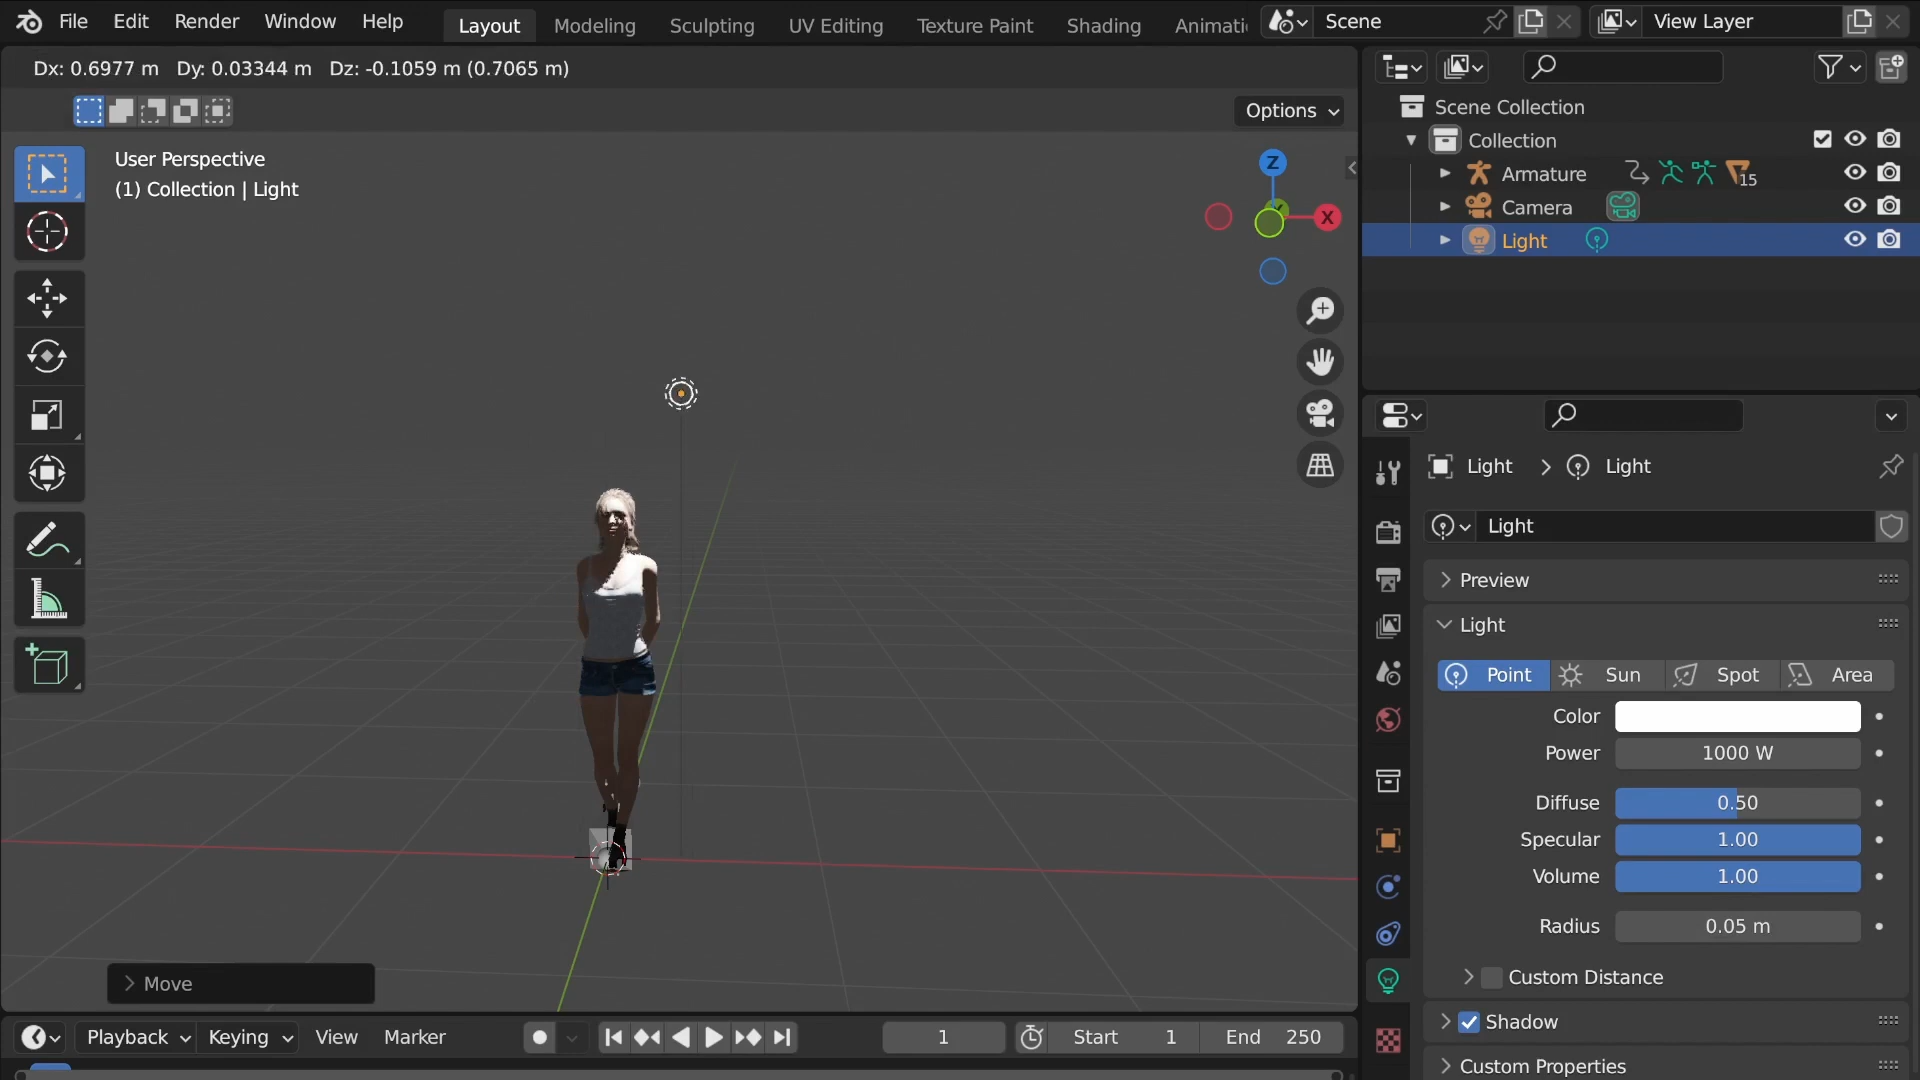 File Edit Render Window Help
Layout Modeling Sculpting UV Editing Texture Paint Shading Animati
Scene
View Layer
Dx: 0.6977 m Dy: 0.03344 m Dz: -0.1059 m (0.7065 m)
Options
User Perspective
(1) Collection | Light
Z
X
Y
Move
Scene Collection
Collection
Armature
15
Camera
Light
Light > Light
Light
Preview
Light
Point Sun Spot Area
Color
Power 1000 W
Diffuse 0.50
Specular 1.00
Volume 1.00
Radius 0.05 m
Custom Distance
Shadow
Custom Properties
Playback Keying View Marker
1
Start 1
End 250